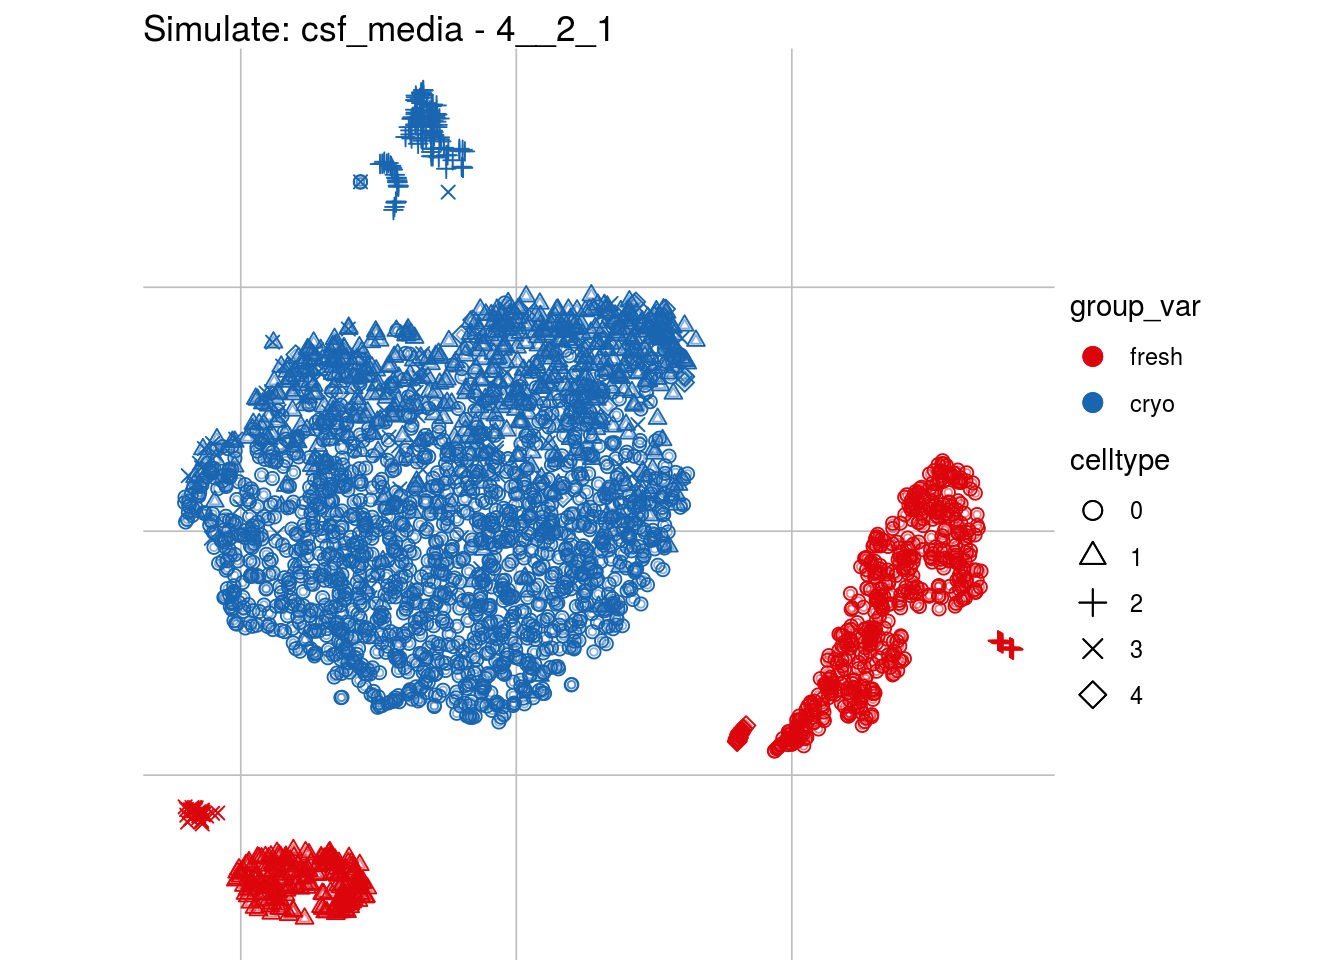 Simulate: csf_media - 4__2_1
group_var
fresh
cryo
celltype
0
1
2
3
4